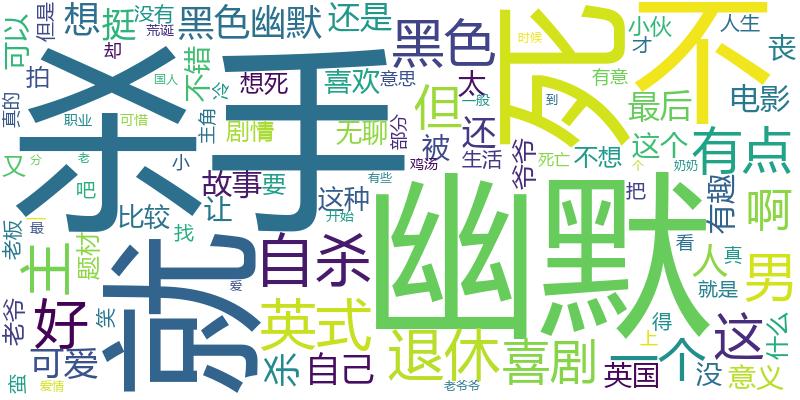 可以
但是
想
挺
没有
荒诞
却
黑色幽默
还是
黑色
死
不
小伙
人生
才
丧
时候
真的
拍
不错
冷
想死
喜欢
意思
太
一般
到
有意
最后
电影
杀手
国人
职业
可惜
主角
剧情
无聊
部分
但
还
被
生活
爷爷
死亡
不想
这个
有点
又
分
老
小
吧
故事
要
鸡汤
有些
个
奶奶
把
有趣
啊
老板
一
最
主
题材
比较
让
找
这种
开始
幽默
看
真
人
就是
男
就
自杀
爱
老爷
好
笑
英式
得
上
这
什么
蛮
可爱
爱情
杀
自己
退休
老爷爷
喜剧
英国
一个
没
意义